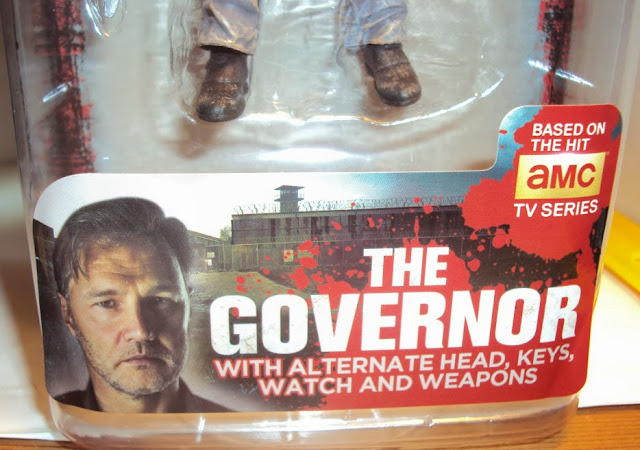 BASED ON
THE HIT
aMC
TV SERIES
THE
GOVERNOR
WITH ALTERNATE HEAD, KEYS,
WATCH AND WEAPONS